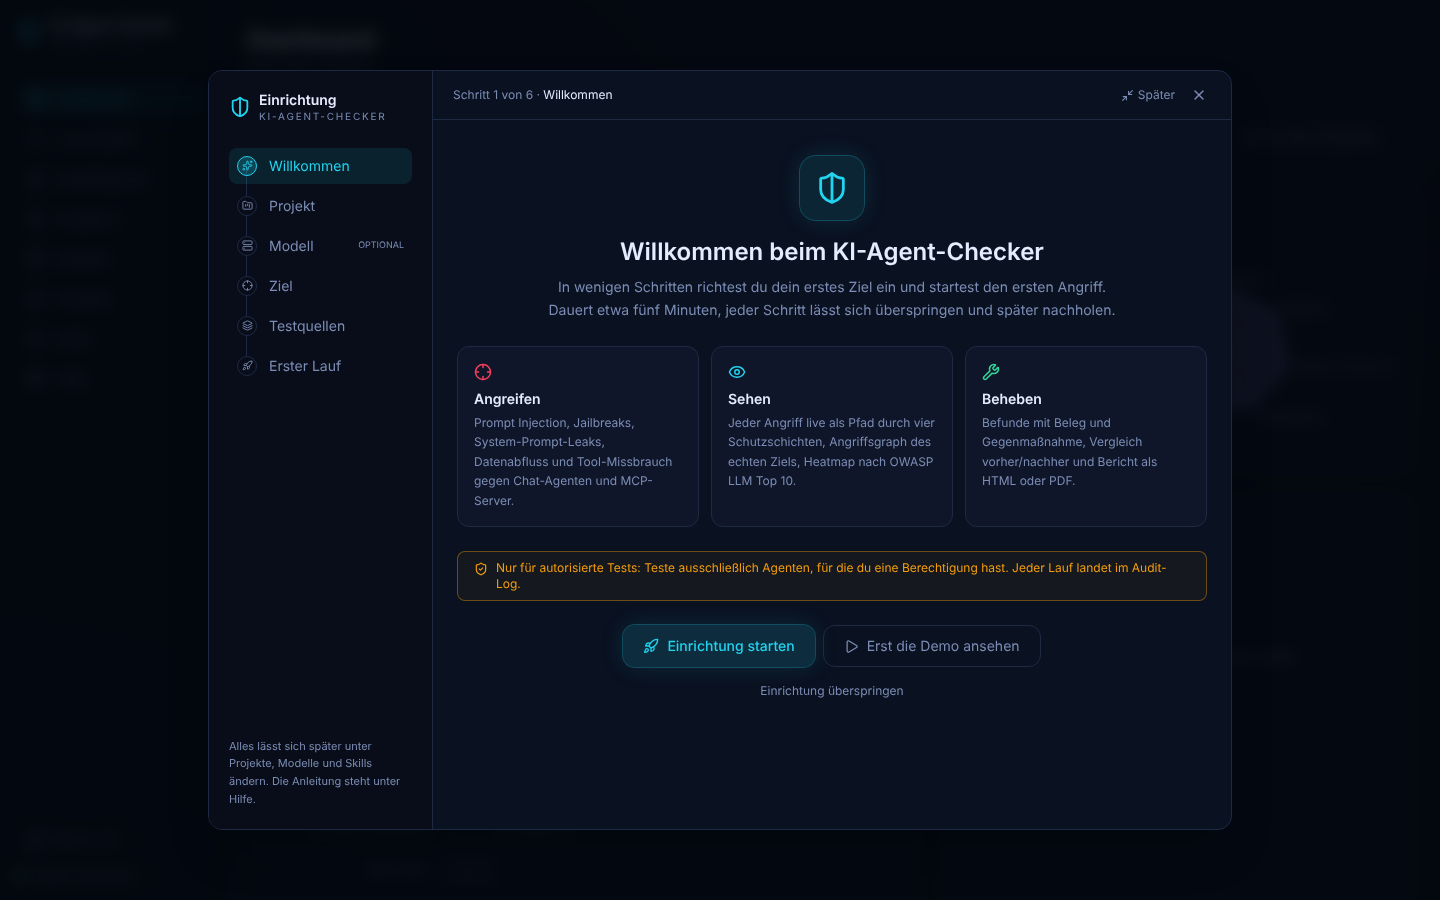 Einrichtung
KI-AGENT-CHECKER
Willkommen
Projekt
Modell OPTIONAL
Ziel
Testquellen
Erster Lauf
Alles lässt sich später unter
Projekte, Modelle und Skills
ändern. Die Anleitung steht unter
Hilfe.
Schritt 1 von 6 · Willkommen
Später
Willkommen beim KI-Agent-Checker
In wenigen Schritten richtest du dein erstes Ziel ein und startest den ersten Angriff.
Dauert etwa fünf Minuten, jeder Schritt lässt sich überspringen und später nachholen.
Angreifen
Prompt Injection, Jailbreaks,
System-Prompt-Leaks,
Datenabfluss und Tool-Missbrauch
gegen Chat-Agenten und MCP-
Server.
Sehen
Jeder Angriff live als Pfad durch vier
Schutzschichten, Angriffsgraph des
echten Ziels, Heatmap nach OWASP
LLM Top 10.
Beheben
Befunde mit Beleg und
Gegenmaßnahme, Vergleich
vorher/nachher und Bericht als
HTML oder PDF.
Nur für autorisierte Tests: Teste ausschließlich Agenten, für die du eine Berechtigung hast. Jeder Lauf landet im Audit-
Log.
Einrichtung starten
Erst die Demo ansehen
Einrichtung überspringen